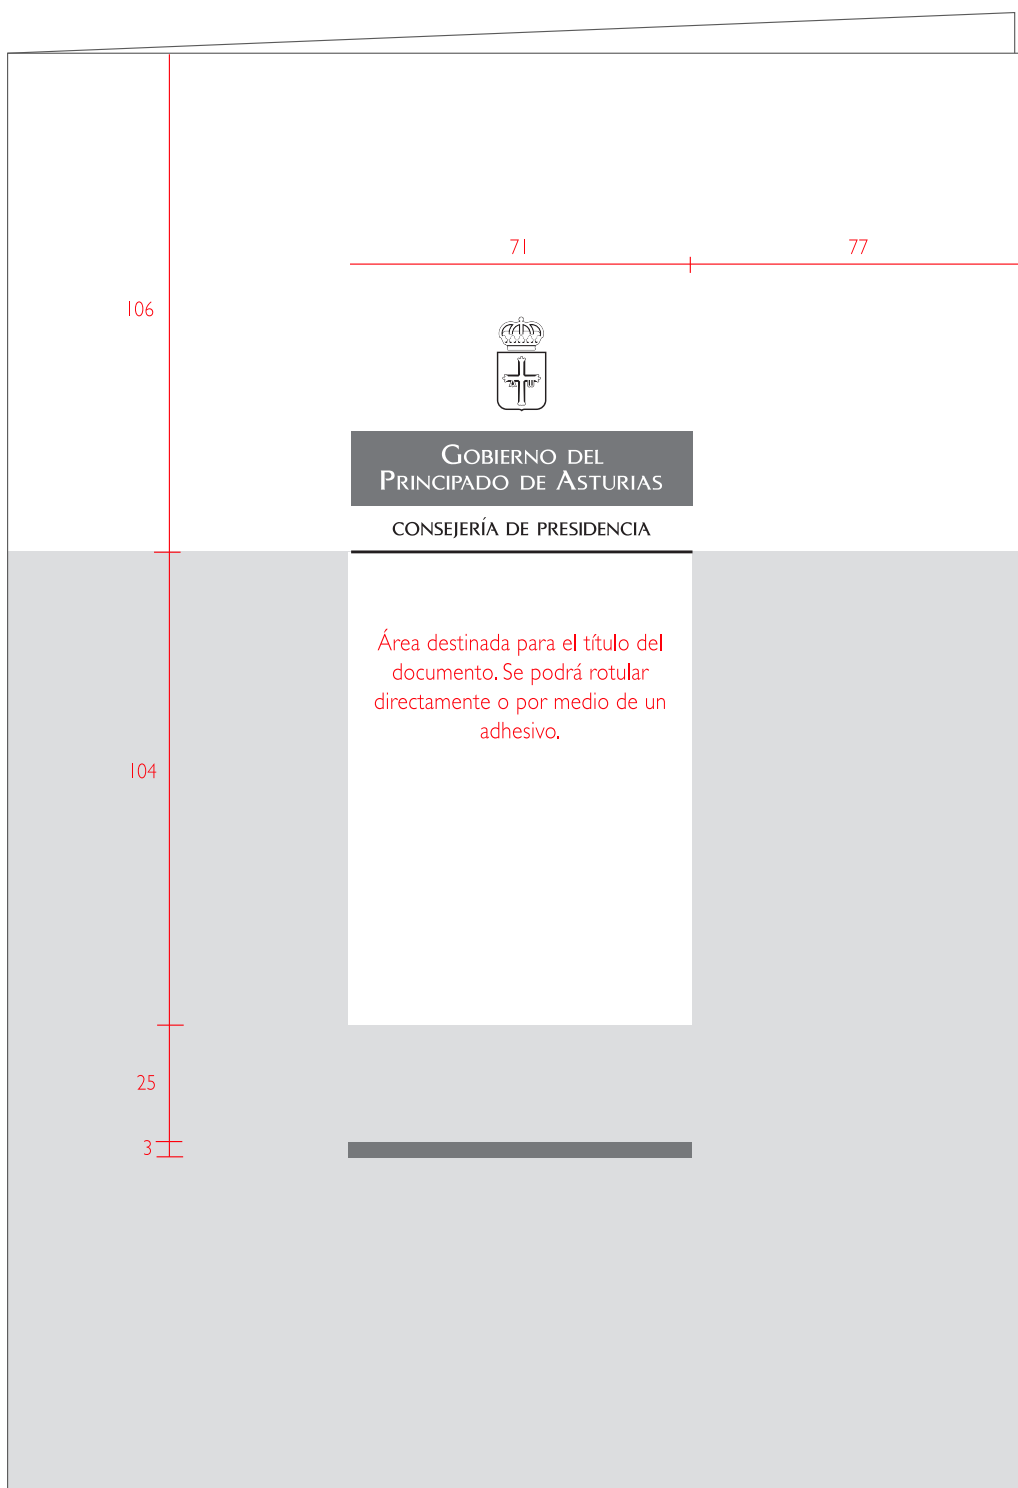 71
77
106
GOBIERNO DEL
PRINCIPADO DE ASTURIAS
CONSEJERÍA DE PRESIDENCIA
Área destinada para el título del
documento. Se podrá rotular
directamente o por medio de un
adhesivo.
104
25
3